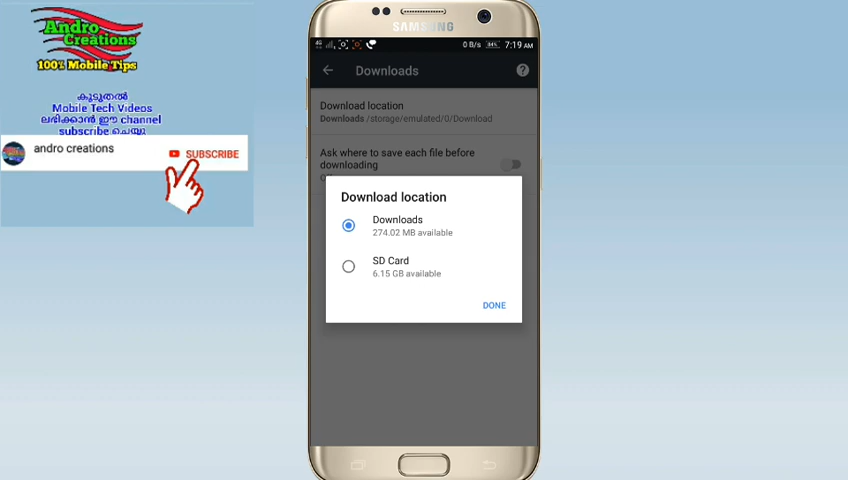 Andro
Creations
100% Mobile Tips
കൂടുതൽ
Mobile Tech Videos
ലഭിക്കാൻ ഈ channel
subscribe ചെയ്യൂ
andro creations
SUBSCRIBE
SAMSUNG
0 B/s 84% 7:19 AM
Downloads
Download location
Downloads /storage/emulated/0/Download
Ask where to save each file before
downloading
Download location
Downloads
274.02 MB available
SD Card
6.15 GB available
DONE